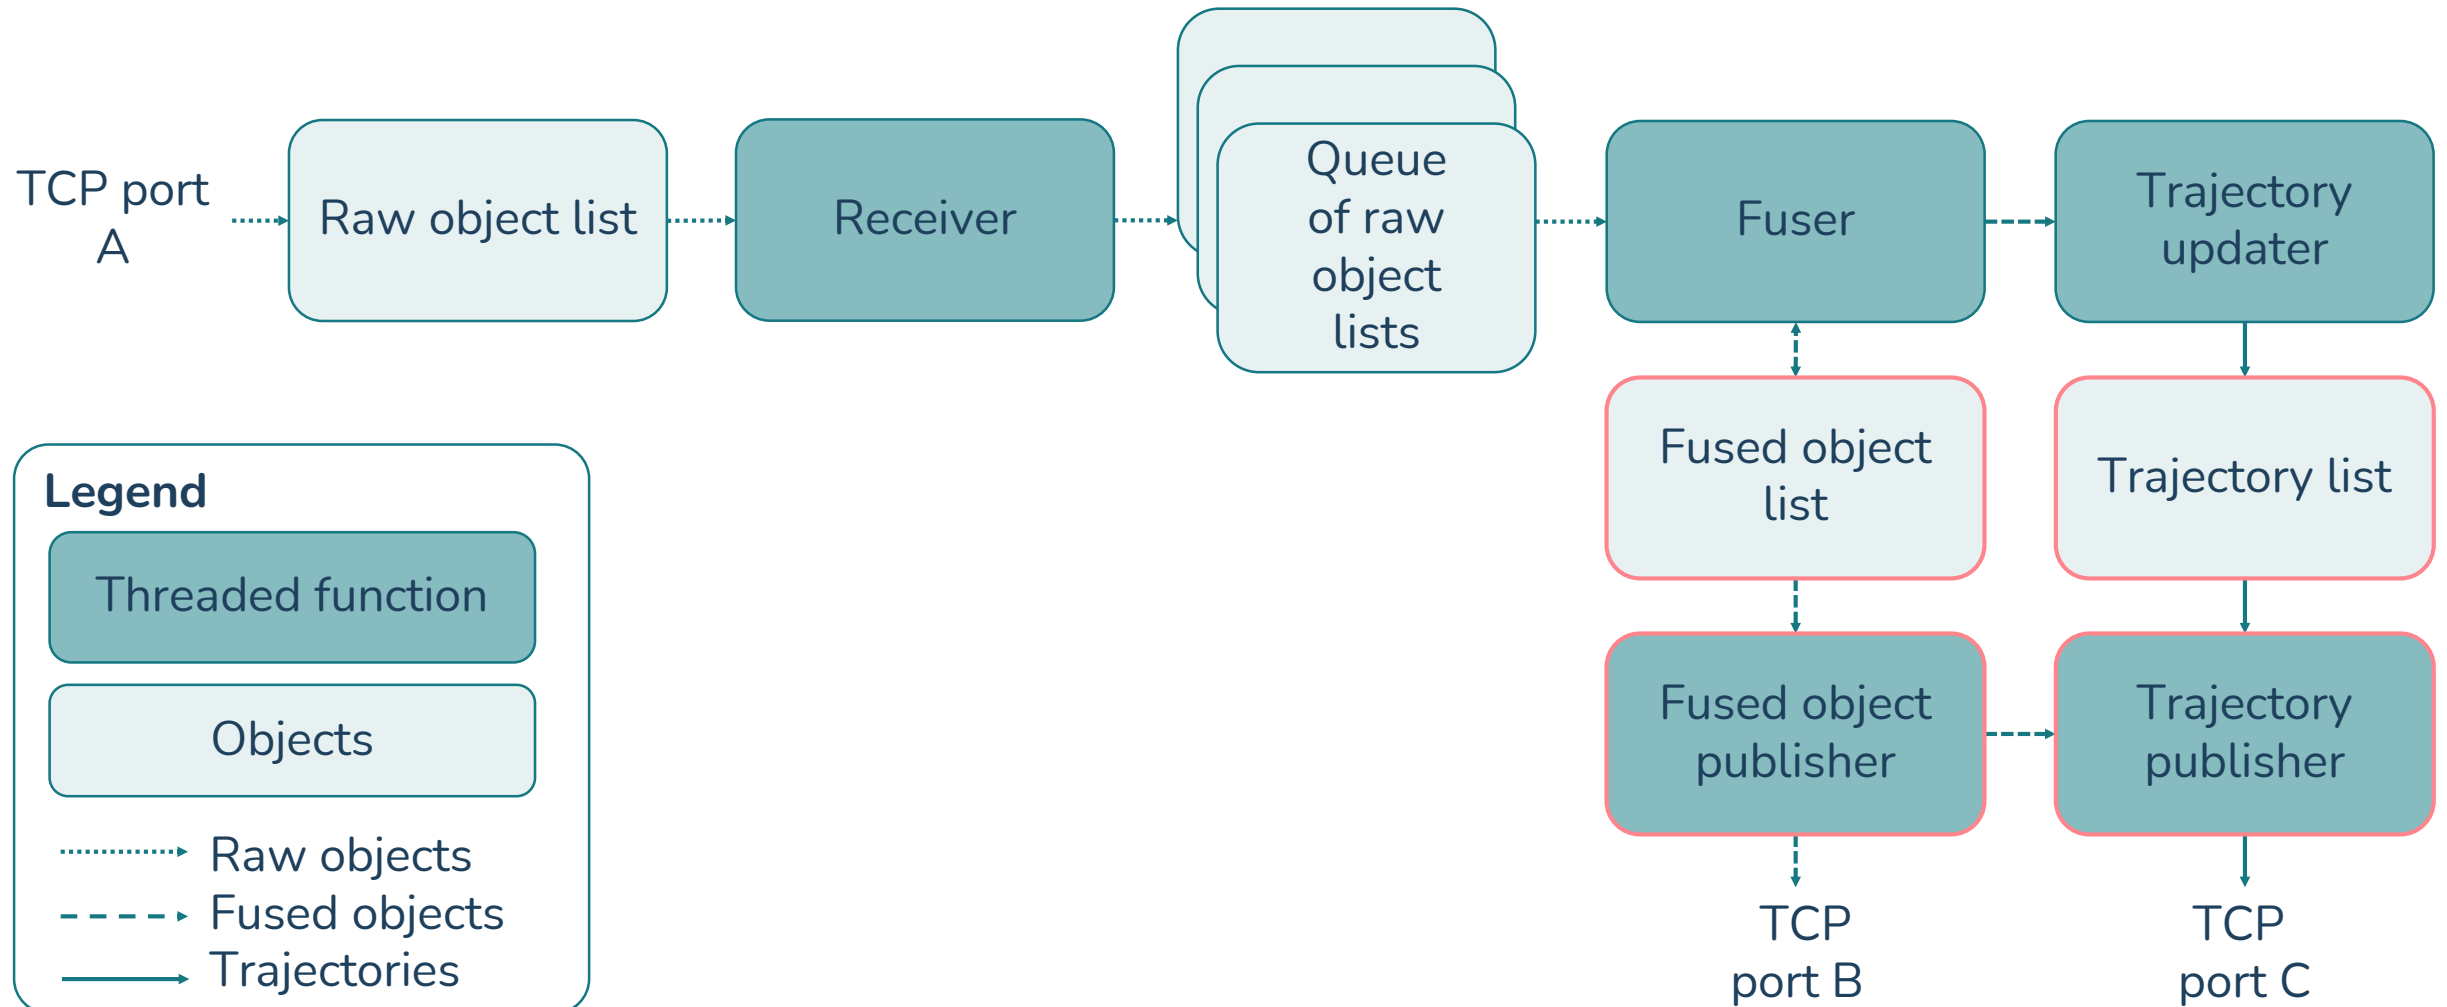 TCP port
A
Raw object list
Receiver
Queue
of raw
object
lists
Fuser
Trajectory
updater
Fused object
list
Trajectory list
Fused object
publisher
Trajectory
publisher
TCP
port B
TCP
port C
Legend
Threaded function
Objects
Raw objects
Fused objects
Trajectories